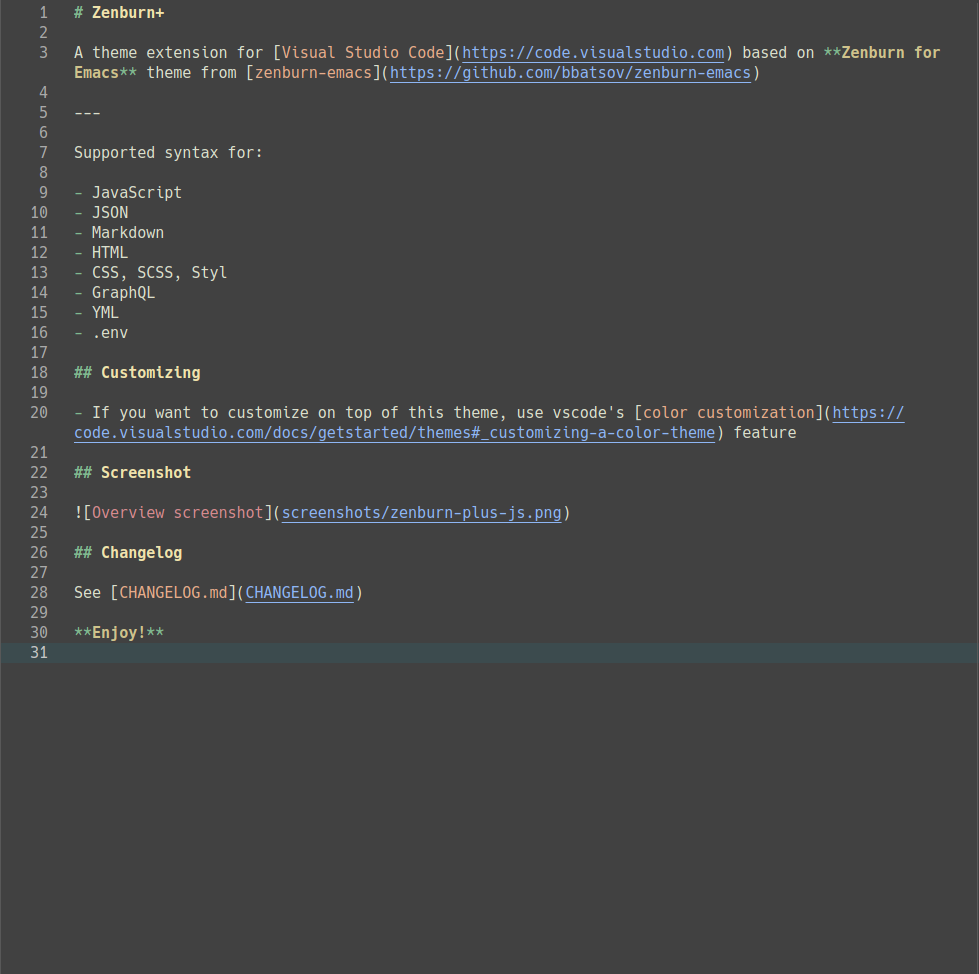 1 # Zenburn+
2
3 A theme extension for [Visual Studio Code](https://code.visualstudio.com) based on **Zenburn for
Emacs** theme from [zenburn-emacs](https://github.com/bbatsov/zenburn-emacs)
4
5 ---
6
7 Supported syntax for:
8
9 - JavaScript
10 - JSON
11 - Markdown
12 - HTML
13 - CSS, SCSS, Styl
14 - GraphQL
15 - YML
16 - .env
17
18 ## Customizing
19
20 - If you want to customize on top of this theme, use vscode's [color customization](https://
code.visualstudio.com/docs/getstarted/themes#_customizing-a-color-theme) feature
21
22 ## Screenshot
23
24 ![Overview screenshot](screenshots/zenburn-plus-js.png)
25
26 ## Changelog
27
28 See [CHANGELOG.md](CHANGELOG.md)
29
30 **Enjoy!**
31